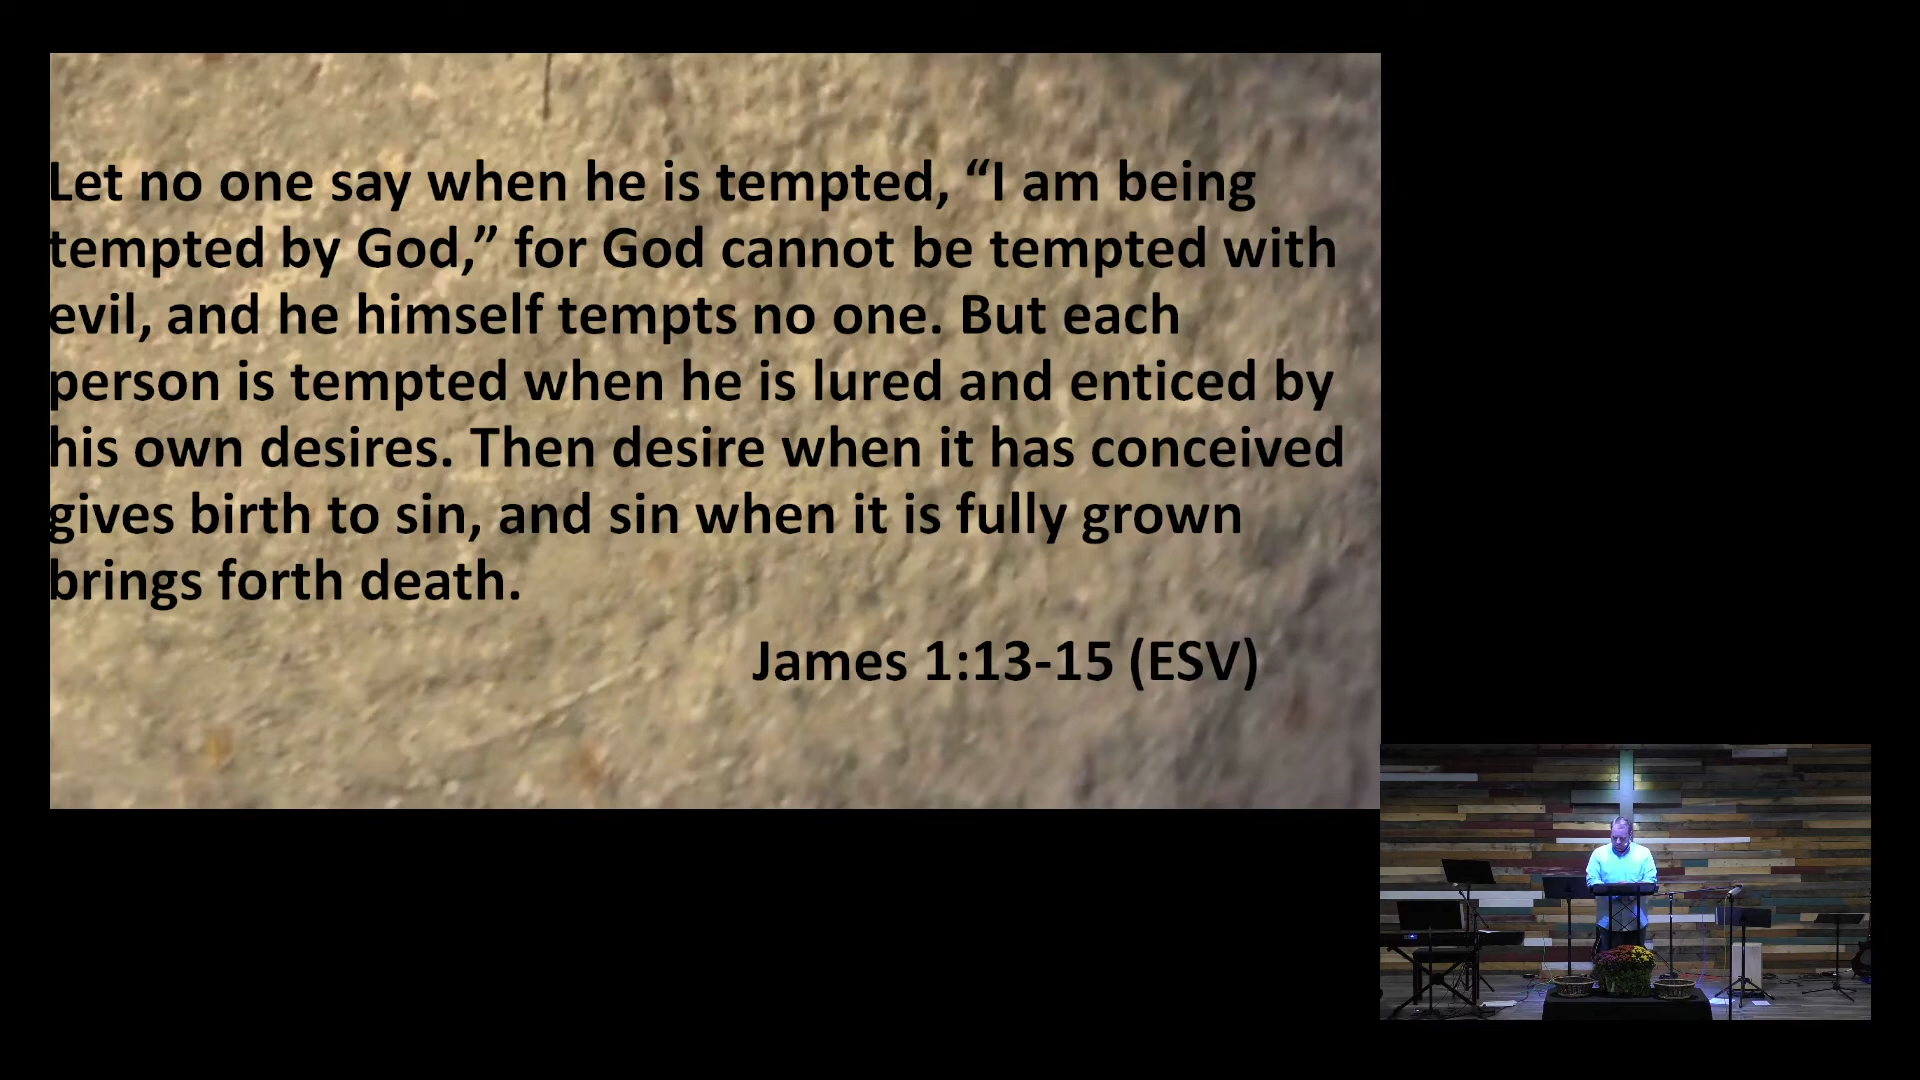 Let no one say when he is tempted, “I am being
tempted by God,” for God cannot be tempted with
evil, and he himself tempts no one. But each
person is tempted when he is lured and enticed by
his own desires. Then desire when it has conceived
gives birth to sin, and sin when it is fully grown
brings forth death.
James 1:13-15 (ESV)